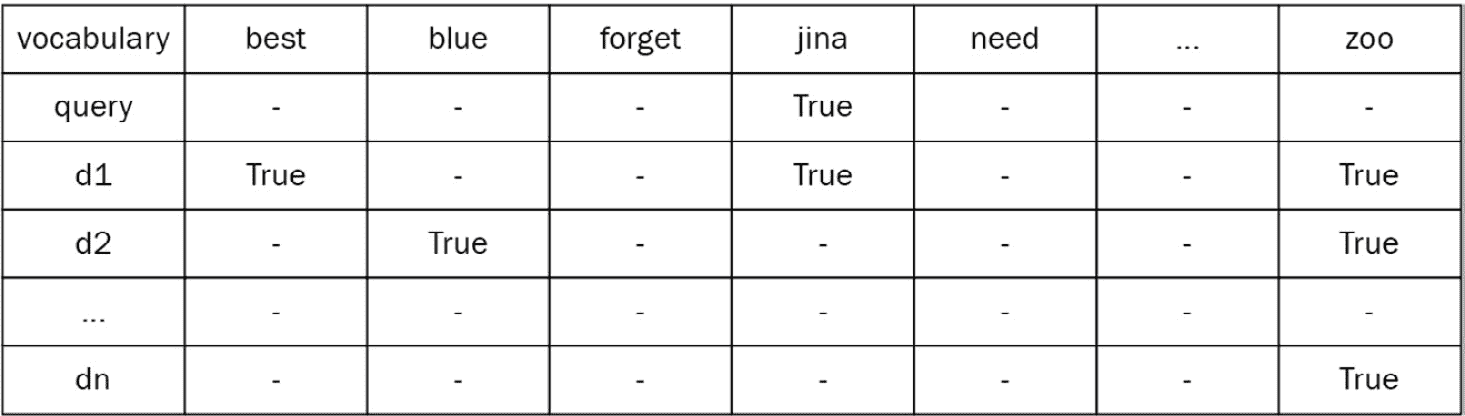 vocabulary best blue forget jina need ... zoo
query - - - True - - -
d1 True - - True - - True
d2 - True - - - - True
... - - - - - - -
dn - - - - - - True